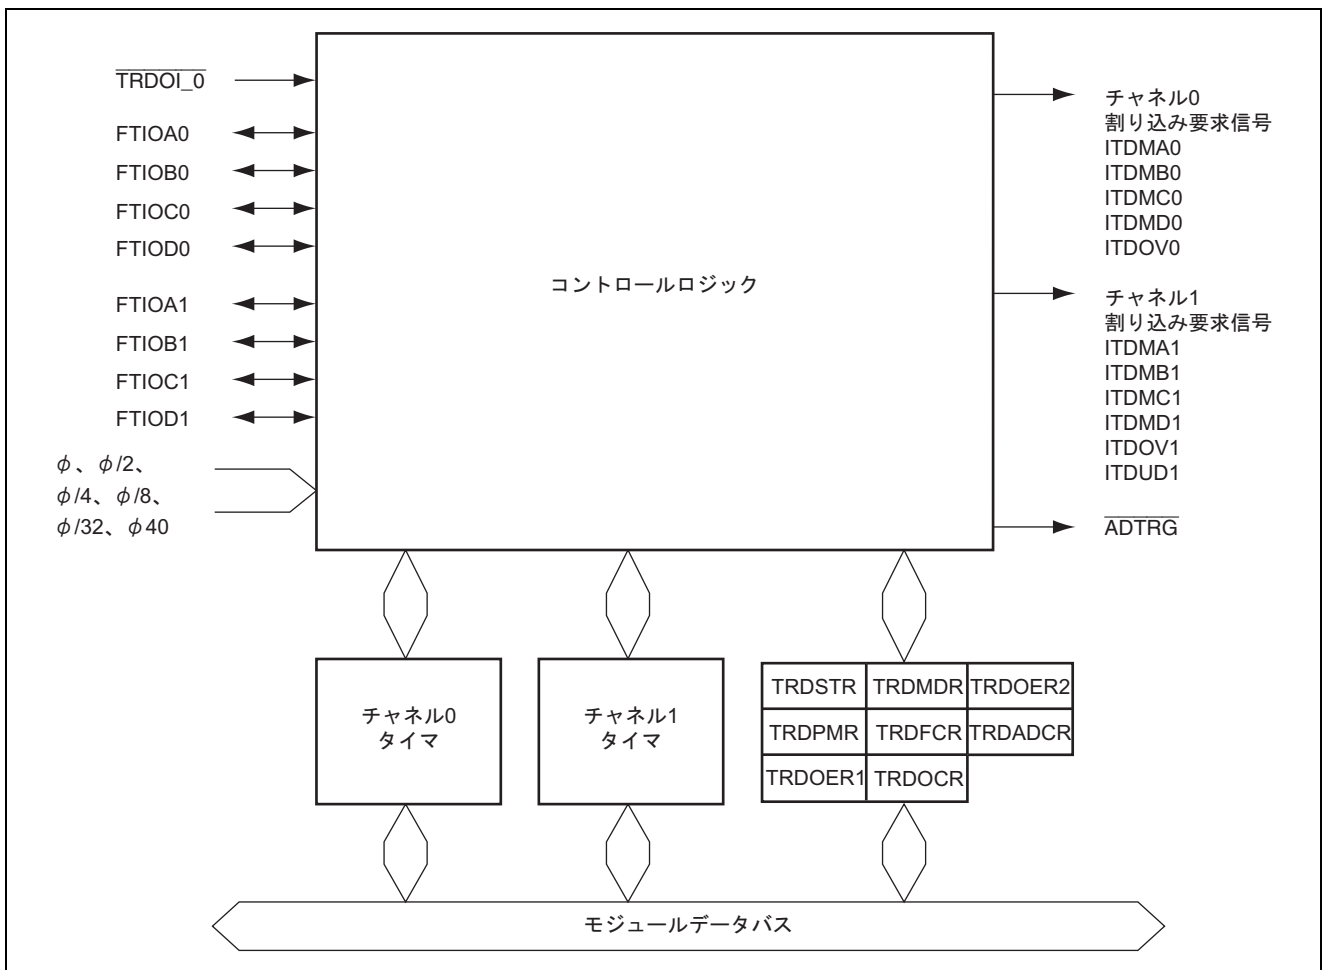 TRDOI_0
FTIOA0
FTIOB0
FTIOC0
FTIOD0
FTIOA1
FTIOB1
FTIOC1
FTIOD1
φ、φ/2、
φ/4、φ/8、
φ/32、φ40
コントロールロジック
チャネル0
割り込み要求信号
ITDMA0
ITDMB0
ITDMC0
ITDMD0
ITDOV0
チャネル1
割り込み要求信号
ITDMA1
ITDMB1
ITDMC1
ITDMD1
ITDOV1
ITDUD1
ADTRG
チャネル0
タイマ
チャネル1
タイマ
TRDSTR TRDMDR TRDOER2
TRDPMR TRDFCR TRDADCR
TRDOER1 TRDOCR
モジュールデータバス